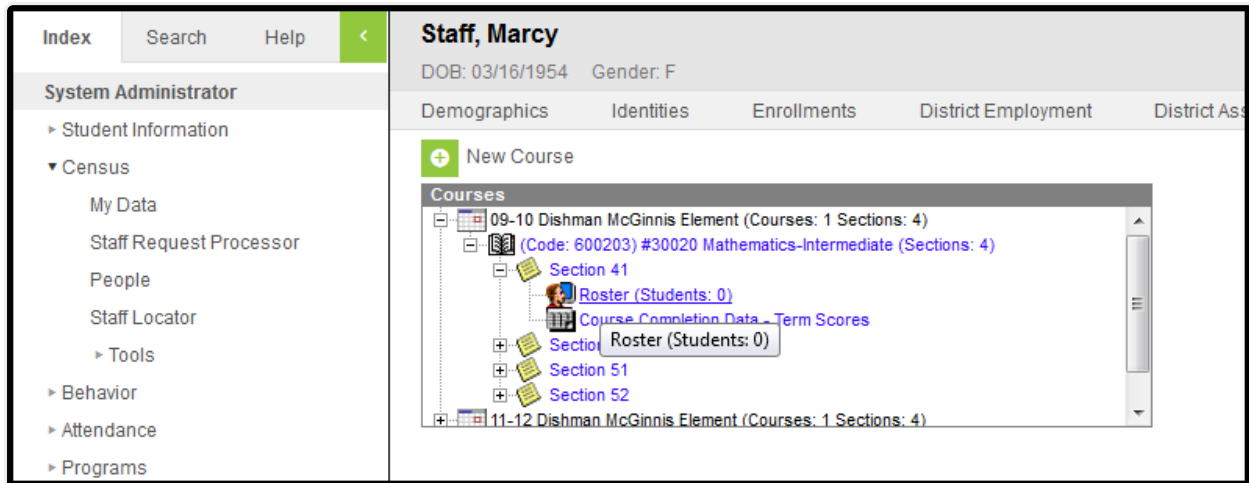 Index Search Help <
System Administrator
Student Information
Census
My Data
Staff Request Processor
People
Staff Locator
Tools
Behavior
Attendance
Programs
Staff, Marcy
DOB: 03/16/1954 Gender: F
Demographics Identities Enrollments District Employment District Ass
New Course
Courses
09-10 Dishman McGinnis Element (Courses: 1 Sections: 4)
(Code: 600203) #30020 Mathematics-Intermediate (Sections: 4)
Section 41
Roster (Students: 0)
Course Completion Data - Term Scores
Sectio
Roster (Students: 0)
Section 51
Section 52
11-12 Dishman McGinnis Element (Courses: 1 Sections: 4)